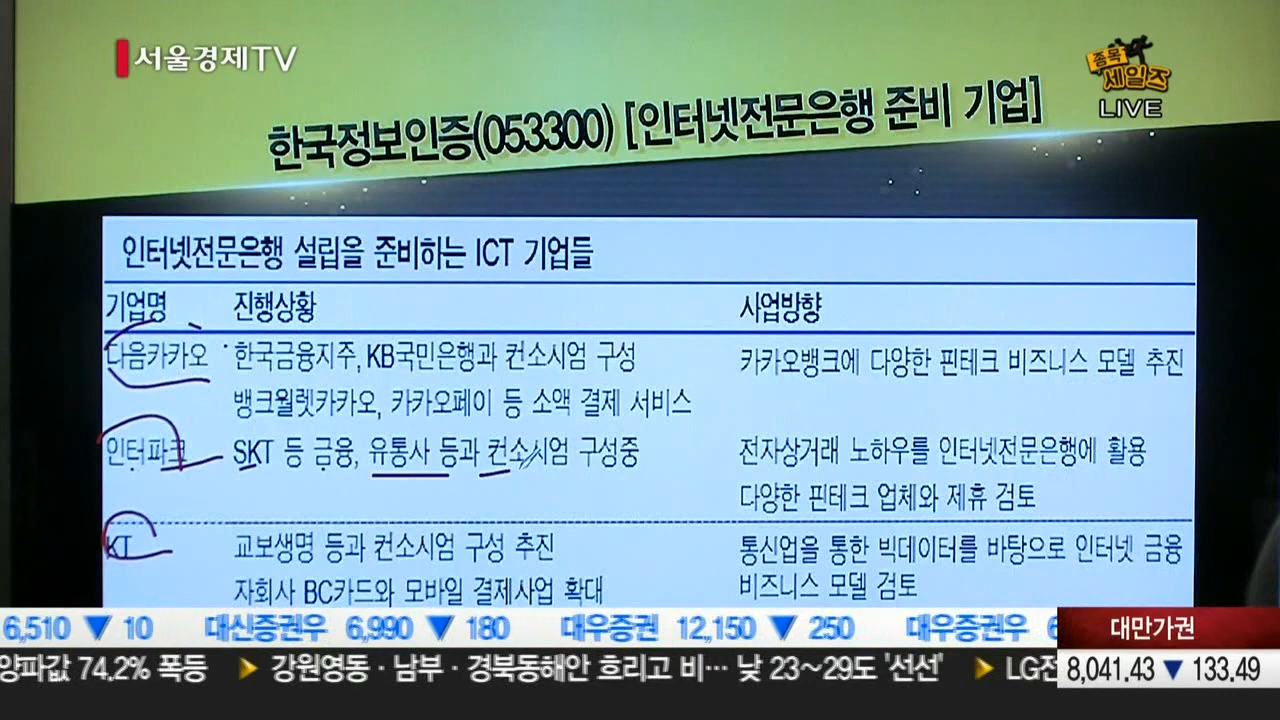 서울경제TV
종목
세일즈
LIVE
한국정보인증(053300) [인터넷전문은행 준비 기업]
인터넷전문은행 설립을 준비하는 ICT 기업들
기업명 진행상황 사업방향
다음카카오 한국금융지주, KB국민은행과 컨소시엄 구성 카카오뱅크에 다양한 핀테크 비즈니스 모델 추진
뱅크월렛카카오, 카카오페이 등 소액 결제 서비스
인터파크 SKT 등 금융, 유통사 등과 컨소시엄 구성중 전자상거래 노하우를 인터넷전문은행에 활용
다양한 핀테크 업체와 제휴 검토
KT 교보생명 등과 컨소시엄 구성 추진 통신업을 통한 빅데이터를 바탕으로 인터넷 금융
자회사 BC카드와 모바일 결제사업 확대 비즈니스 모델 검토
6,510 ▼ 10 대신증권우 6,990 ▼ 180 대우증권 12,150 ▼ 250 대우증권우 대만가권
양파값 74.2% 폭등 ▶ 강원영동·남부·경북동해안 흐리고 비… 낮 23~29도 '선선' ▶ LG전 8,041.43 ▼ 133.49